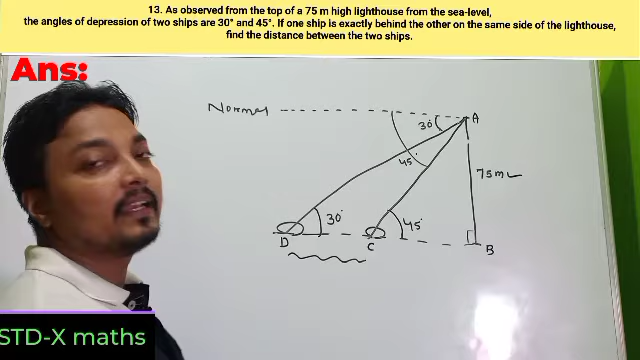 13. As observed from the top of a 75 m high lighthouse from the sea-level,
the angles of depression of two ships are 30° and 45°. If one ship is exactly behind the other on the same side of the lighthouse,
find the distance between the two ships.
Ans:
Normal
30°
A
45°
75m
30°
45°
D
C
B
STD-X maths